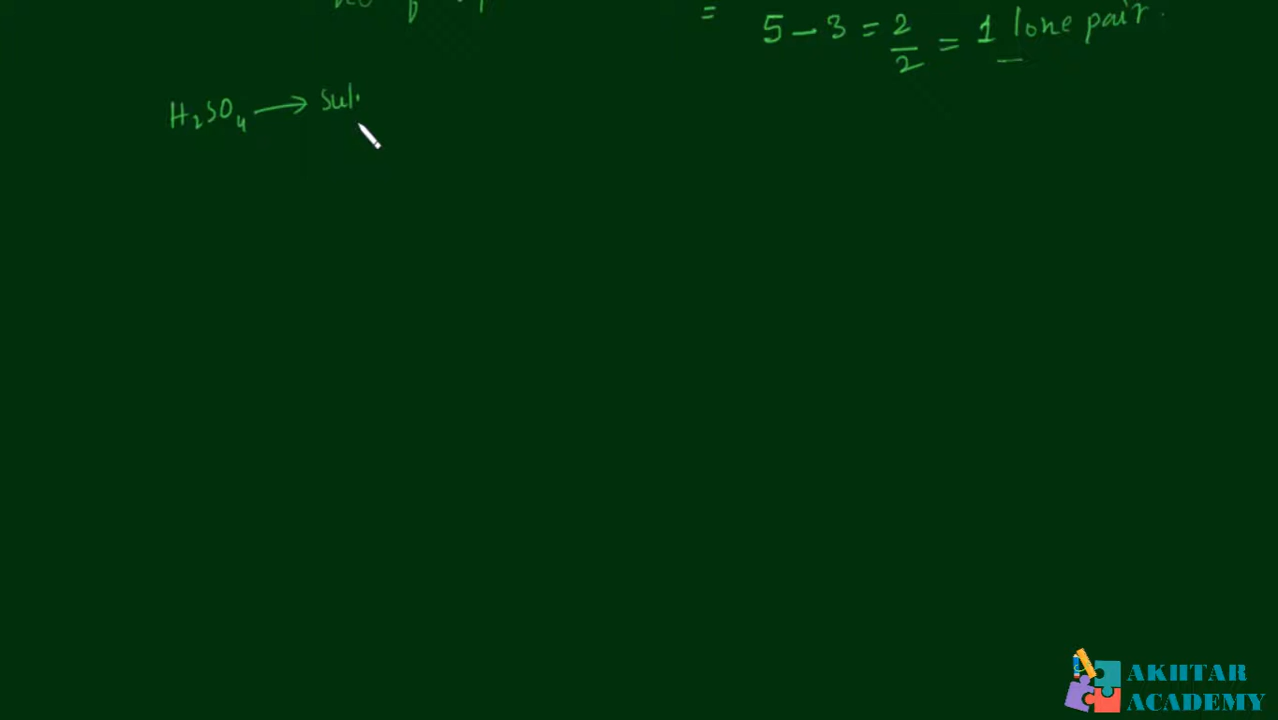 = 5 - 3 = 2/2 = 1 lone pair.
H₂SO₄ → Sul.
AKHTAR
ACADEMY